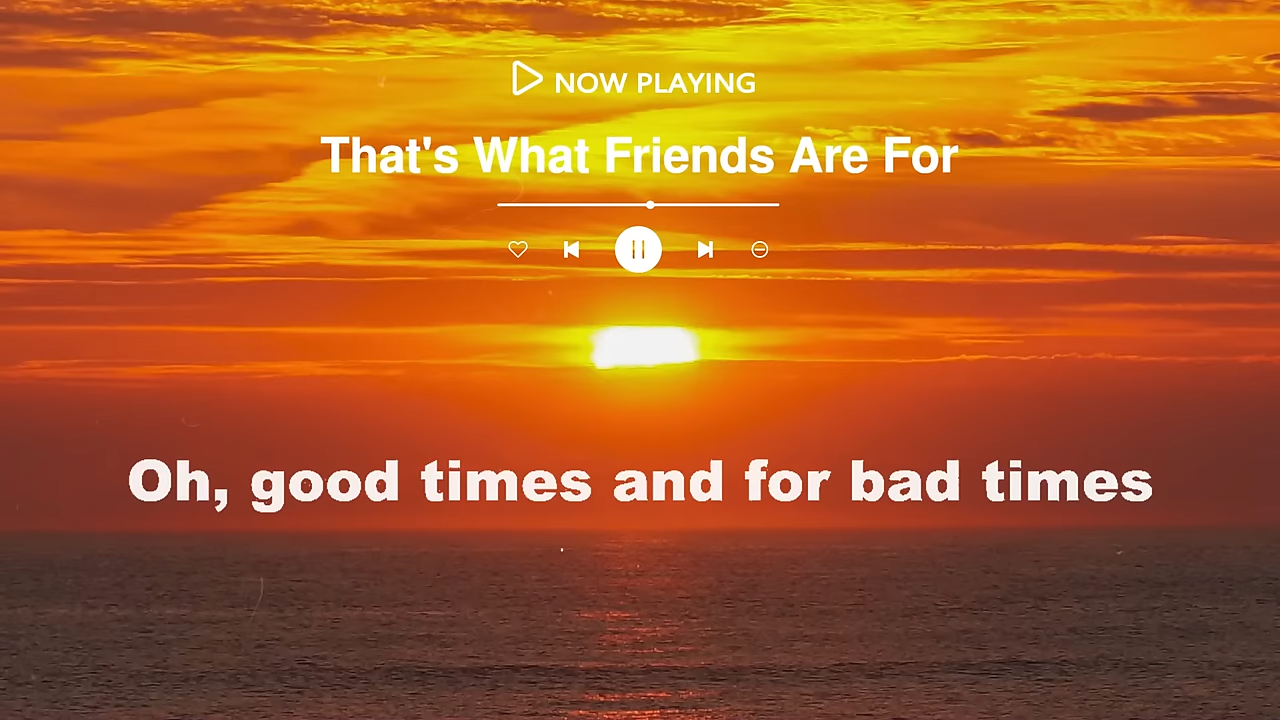 NOW PLAYING
That's What Friends Are For
Oh, good times and for bad times